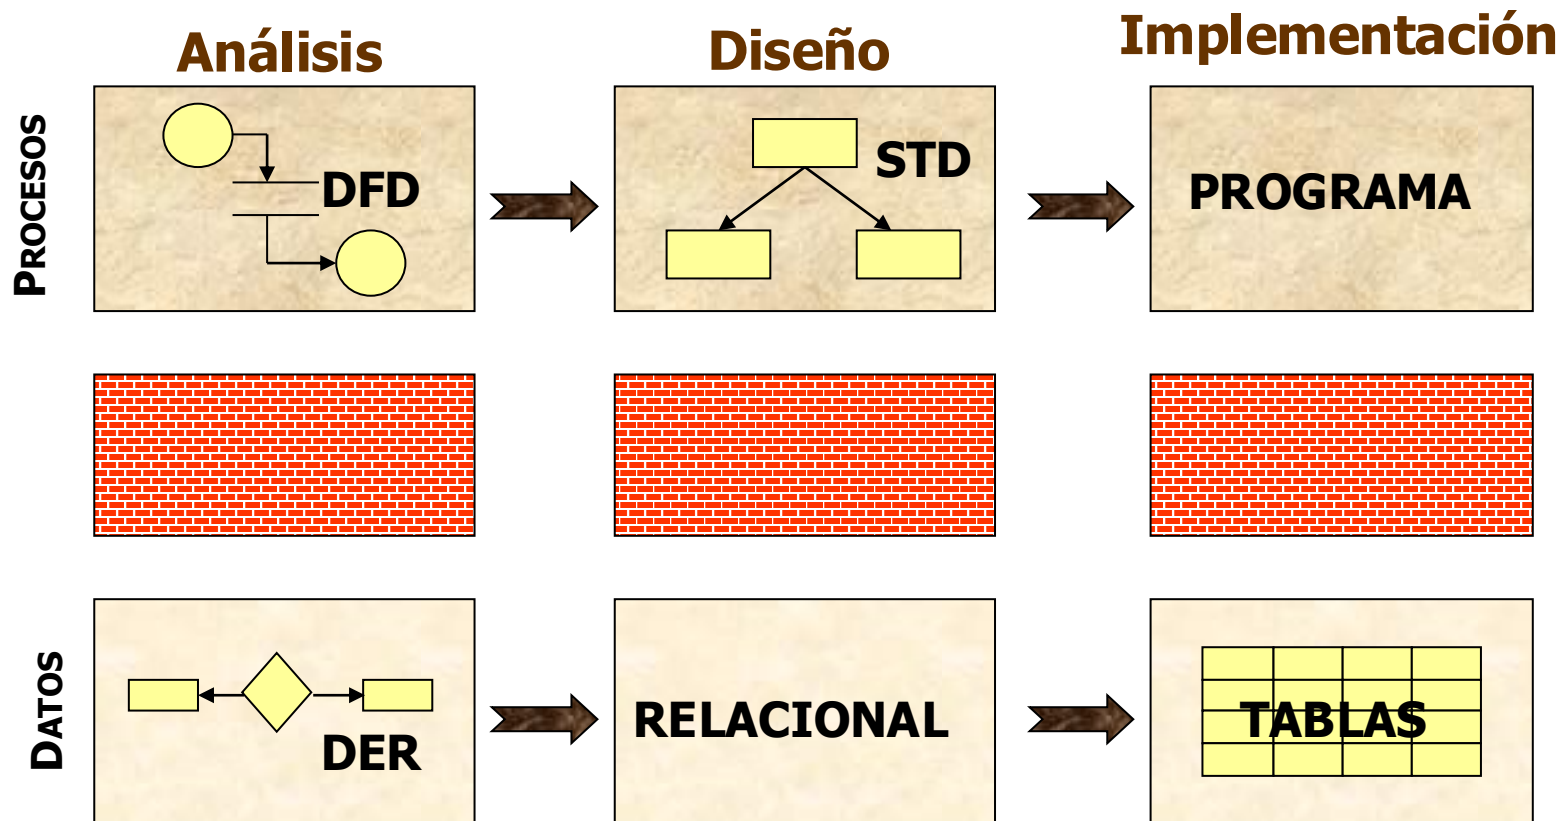 Análisis
Diseño
Implementación
PROCESOS
DFD
STD
PROGRAMA
DATOS
DER
RELACIONAL
TABLAS